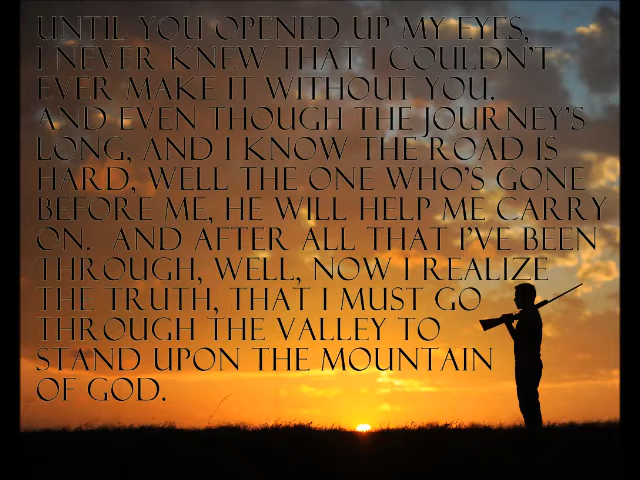 UNTIL YOU OPENED UP MY EYES,
I NEVER KNEW THAT I COULDN'T
EVER MAKE IT WITHOUT YOU.
AND EVEN THOUGH THE JOURNEY'S
LONG, AND I KNOW THE ROAD IS
HARD, WELL THE ONE WHO'S GONE
BEFORE ME, HE WILL HELP ME CARRY
ON. AND AFTER ALL THAT I'VE BEEN
THROUGH, WELL, NOW I REALIZE
THE TRUTH, THAT I MUST GO
THROUGH THE VALLEY TO
STAND UPON THE MOUNTAIN
OF GOD.